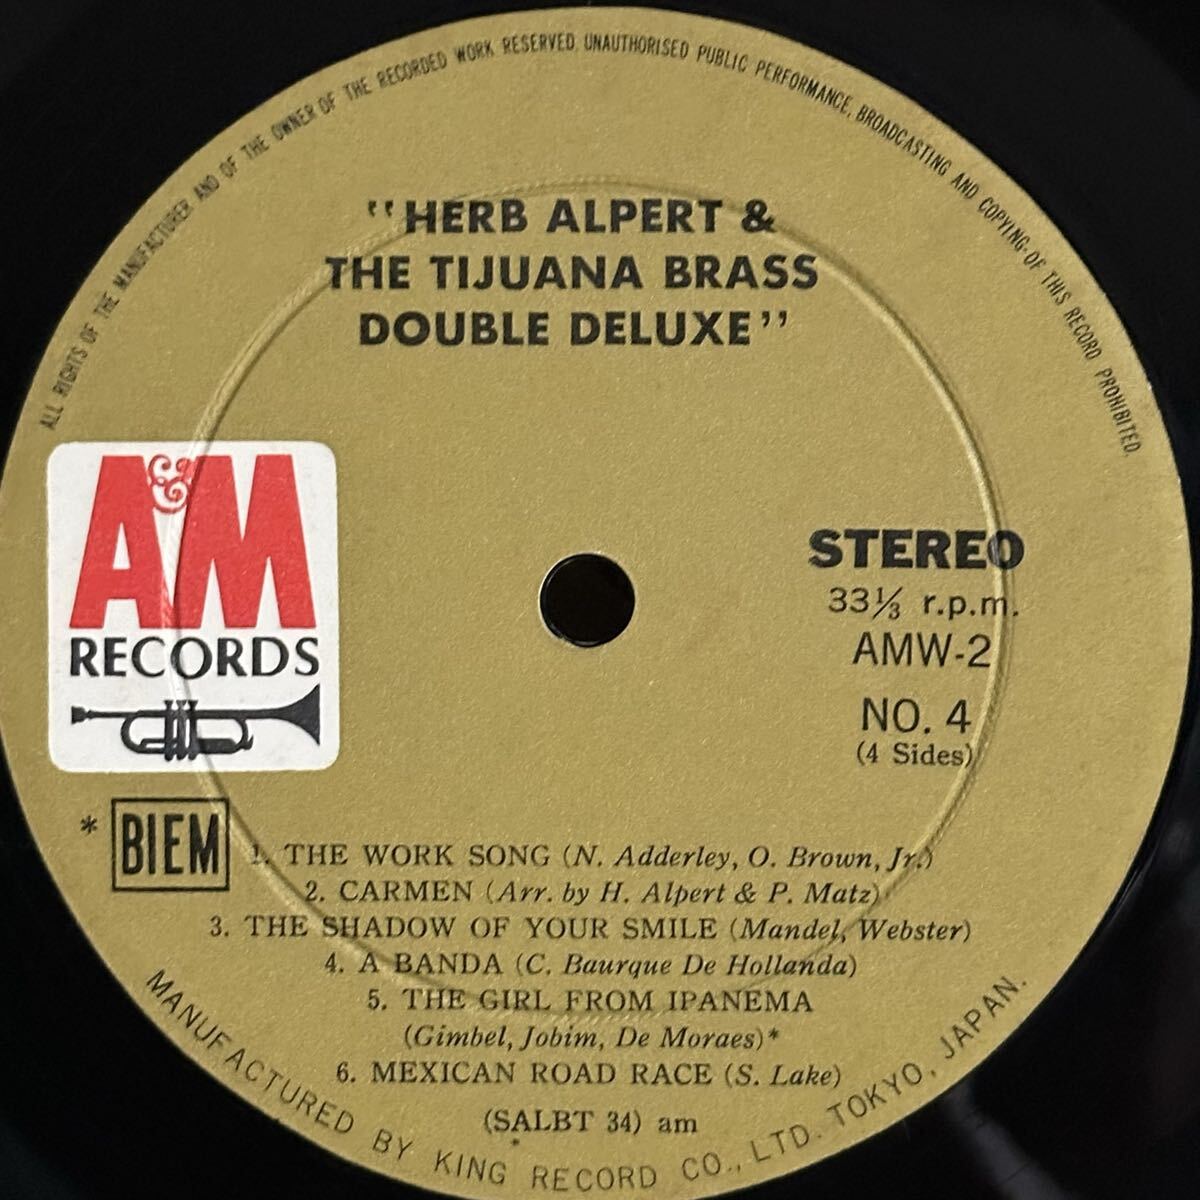 ALL RIGHTS OF THE MANUFACTURER AND OF THE OWNER OF THE RECORDED WORK RESERVED. UNAUTHORISED PUBLIC PERFORMANCE, BROADCASTING AND COPYING OF THIS RECORD PROHIBITED.
"HERB ALPERT &
THE TIJUANA BRASS
DOUBLE DELUXE"
A&M
RECORDS
STEREO
33⅓ r.p.m.
AMW-2
NO. 4
(4 Sides)
* BIEM
1. THE WORK SONG (N. Adderley, O. Brown, Jr.)
2. CARMEN (Arr. by H. Alpert & P. Matz)
3. THE SHADOW OF YOUR SMILE (Mandel, Webster)
4. A BANDA (C. Baurque De Hollanda)
5. THE GIRL FROM IPANEMA
(Gimbel, Jobim, De Moraes)*
6. MEXICAN ROAD RACE (S. Lake)
(SALBT 34) am
MANUFACTURED BY KING RECORD CO., LTD. TOKYO, JAPAN.